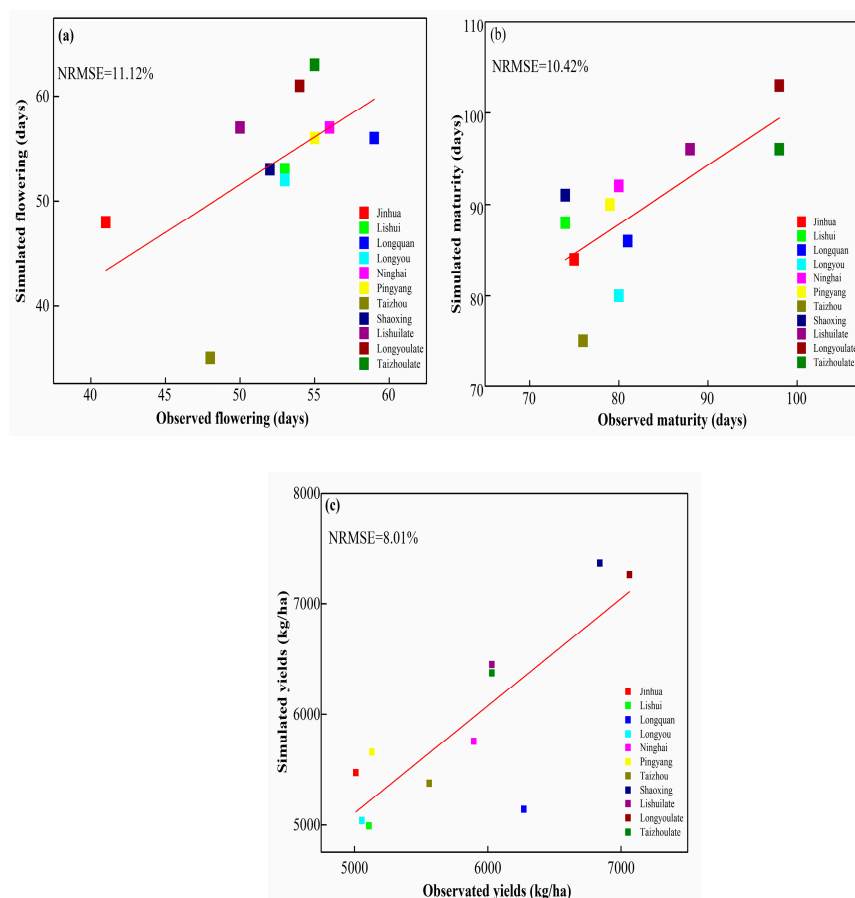 (a)
NRMSE=11.12%
60
50
40
Simulated flowering (days)
40
45
50
55
60
Observed flowering (days)
Jinhua
Lishui
Longquan
Longyou
Ninghai
Pingyang
Taizhou
Shaoxing
Lishuilate
Longyoulate
Taizhoulate
(b)
NRMSE=10.42%
110
100
90
80
70
Simulated maturity (days)
70
80
90
100
Observed maturity (days)
Jinhua
Lishui
Longquan
Longyou
Ninghai
Pingyang
Taizhou
Shaoxing
Lishuilate
Longyoulate
Taizhoulate
(c)
NRMSE=8.01%
8000
7000
6000
5000
Simulated yields (kg/ha)
5000
6000
7000
Observated yields (kg/ha)
Jinhua
Lishui
Longquan
Longyou
Ninghai
Pingyang
Taizhou
Shaoxing
Lishuilate
Longyoulate
Taizhoulate